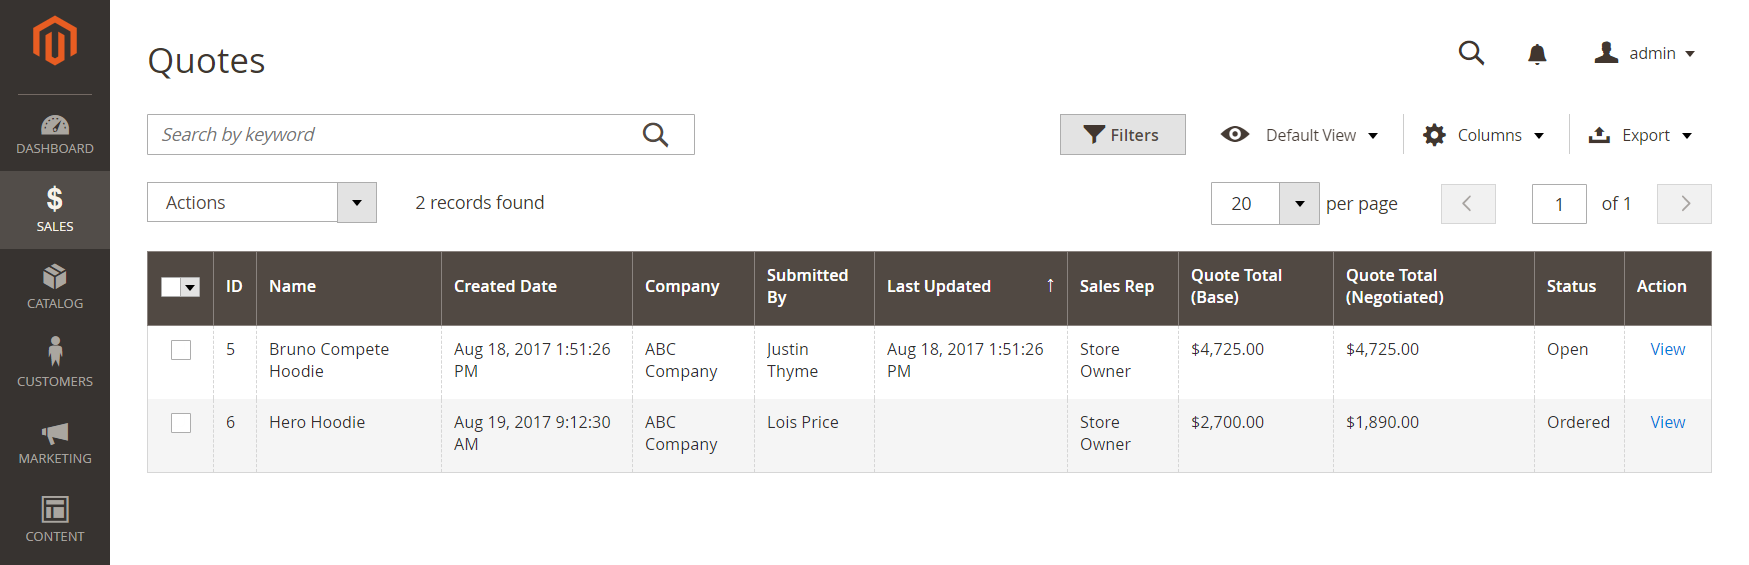 Quotes
admin
Search by keyword
Filters
Default View
Columns
Export
Actions
2 records found
20
per page
1
of 1
DASHBOARD
$
SALES
CATALOG
CUSTOMERS
MARKETING
CONTENT
ID
Name
Created Date
Company
Submitted
By
Last Updated
↑
Sales Rep
Quote Total
(Base)
Quote Total
(Negotiated)
Status
Action
5
Bruno Compete
Hoodie
Aug 18, 2017 1:51:26
PM
ABC
Company
Justin
Thyme
Aug 18, 2017 1:51:26
PM
Store
Owner
$4,725.00
$4,725.00
Open
View
6
Hero Hoodie
Aug 19, 2017 9:12:30
AM
ABC
Company
Lois Price
Store
Owner
$2,700.00
$1,890.00
Ordered
View